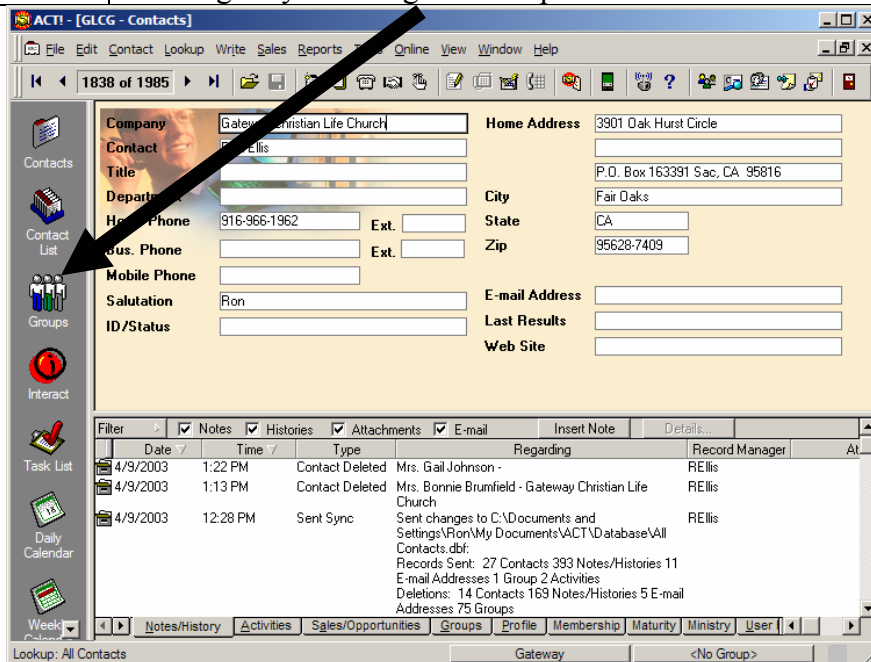 ACT! - [GLCG - Contacts]
File Edit Contact Lookup Write Sales Reports Online View Window Help
1838 of 1985
Contacts
Contact List
Groups
Interact
Task List
Daily Calendar
Company Gateway Christian Life Church
Contact Ellis
Title
Phone 916-966-1962 Ext.
Bus. Phone Ext.
Mobile Phone
Salutation Ron
ID/Status
Home Address 3901 Oak Hurst Circle
P.O. Box 163391 Sac, CA 95816
City Fair Oaks
State CA
Zip 95628-7409
E-mail Address
Last Results
Web Site
Filter Notes Histories Attachments E-mail Insert Note Details...
Date Time Type Regarding Record Manager
4/9/2003 1:22 PM Contact Deleted Mrs. Gail Johnson - REllis
4/9/2003 1:13 PM Contact Deleted Mrs. Bonnie Brumfield - Gateway Christian Life REllis
Church
4/9/2003 12:28 PM Sent Sync Sent changes to C:\Documents and REllis
Settings\Ron\My Documents\ACT\Database\All
Contacts.dbf:
Records Sent: 27 Contacts 393 Notes/Histories 11
E-mail Addresses 1 Group 2 Activities
Deletions: 14 Contacts 169 Notes/Histories 5 E-mail
Addresses 75 Groups
Notes/History Activities Sales/Opportunities Groups Profile Membership Maturity Ministry User
Lookup: All Contacts Gateway <No Group>